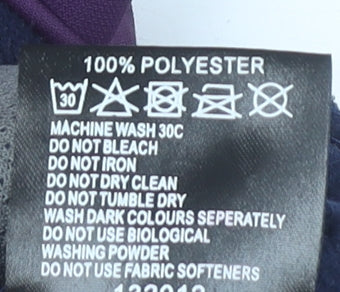 100% POLYESTER
30
MACHINE WASH 30C
DO NOT BLEACH
DO NOT IRON
DO NOT DRY CLEAN
DO NOT TUMBLE DRY
WASH DARK COLOURS SEPERATELY
DO NOT USE BIOLOGICAL
WASHING POWDER
DO NOT USE FABRIC SOFTENERS